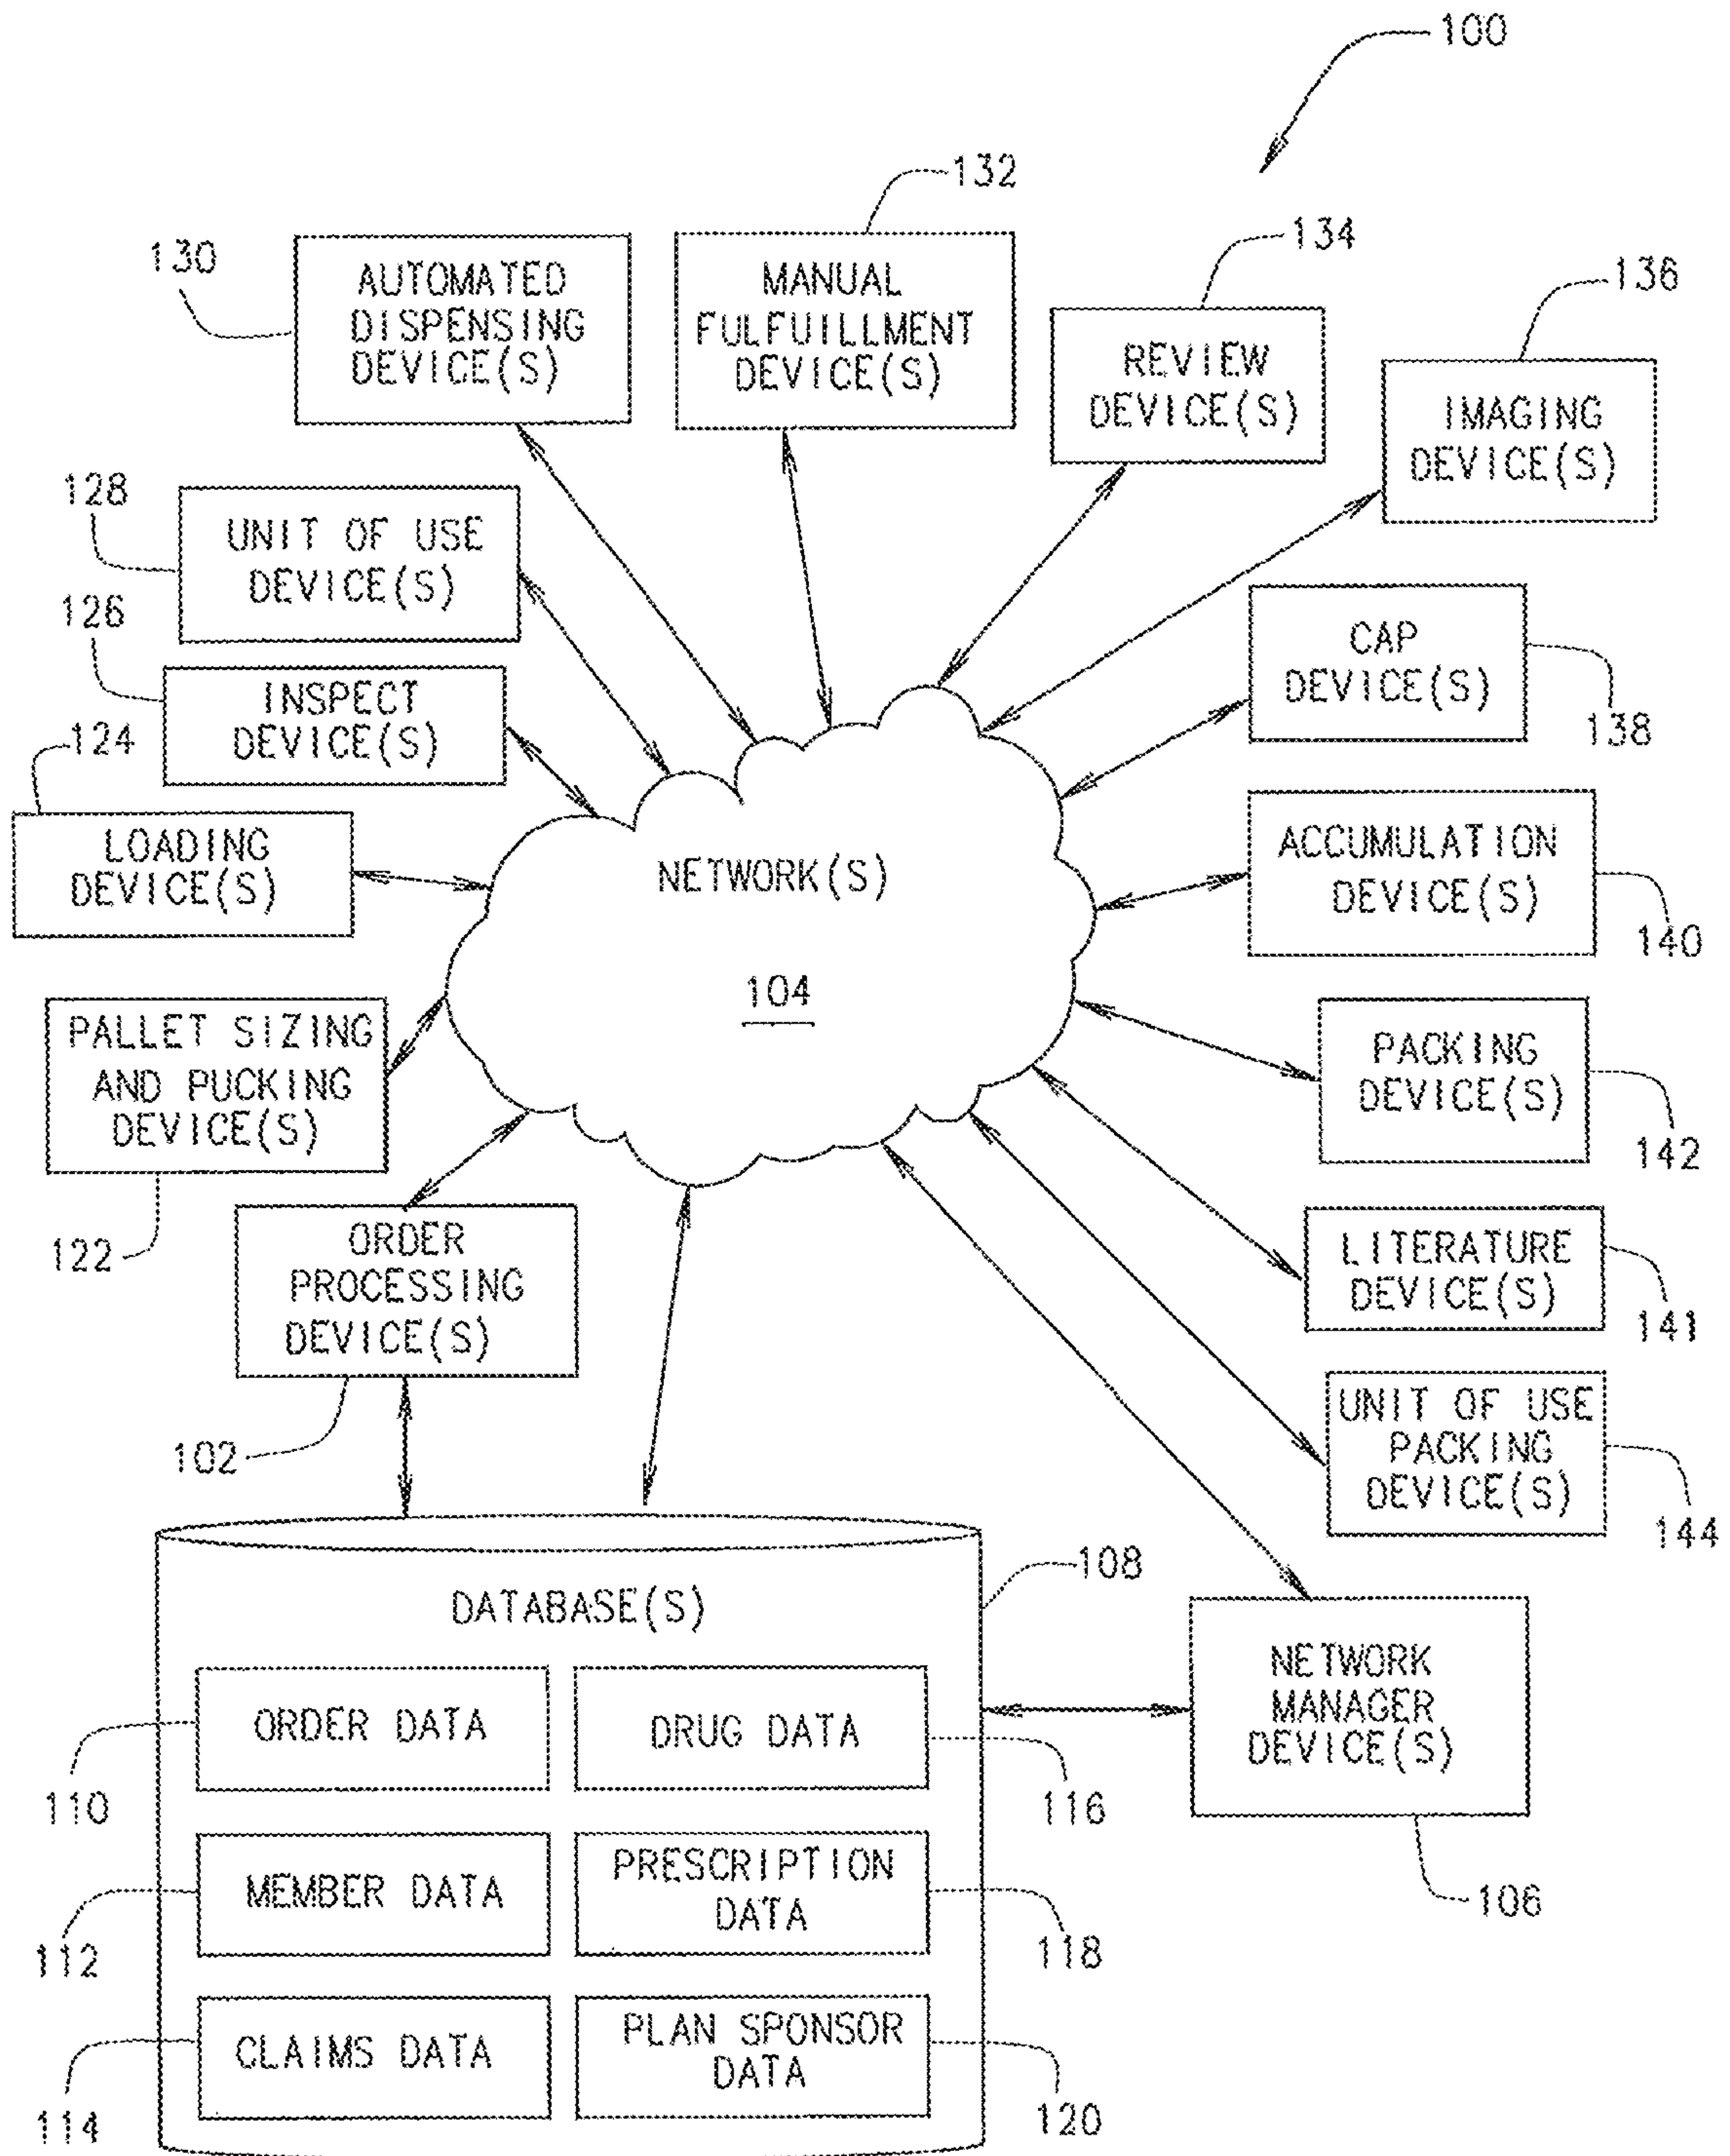 100
132
130
AUTOMATED
DISPENSING
DEVICE(S)
MANUAL
FULFUILLMENT
DEVICE(S)
134
REVIEW
DEVICE(S)
136
IMAGING
DEVICE(S)
128
UNIT OF USE
DEVICE(S)
126
INSPECT
DEVICE(S)
CAP
DEVICE(S)
138
124
LOADING
DEVICE(S)
NETWORK(S)
104
ACCUMULATION
DEVICE(S)
140
PALLET SIZING
AND PUCKING
DEVICE(S)
122
PACKING
DEVICE(S)
142
ORDER
PROCESSING
DEVICE(S)
102
LITERATURE
DEVICE(S)
141
UNIT OF USE
PACKING
DEVICE(S)
144
DATABASE(S)
108
ORDER DATA
110
DRUG DATA
116
NETWORK
MANAGER
DEVICE(S)
106
MEMBER DATA
112
PRESCRIPTION
DATA
118
CLAIMS DATA
114
PLAN SPONSOR
DATA
120